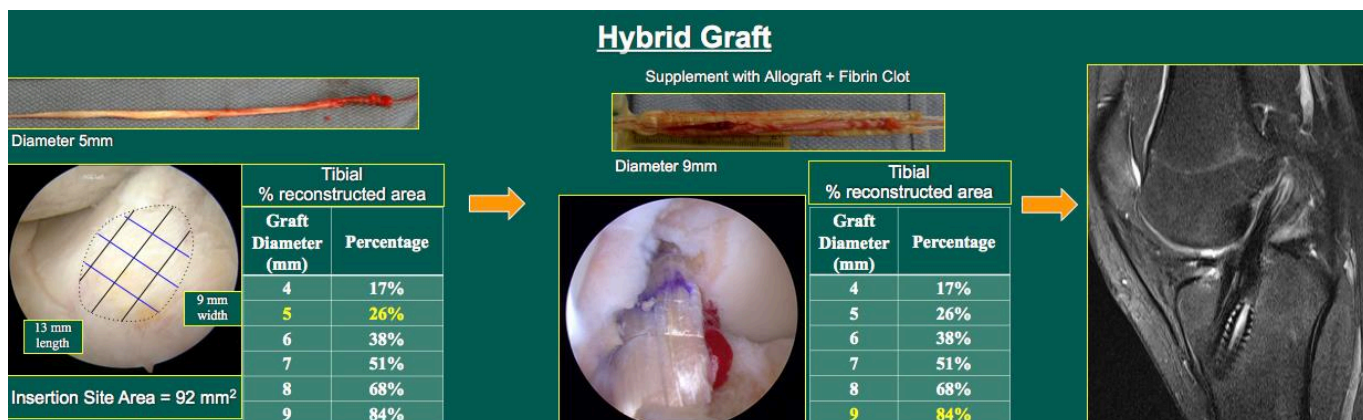 Hybrid Graft
Diameter 5mm
13 mm
length
9 mm
width
Insertion Site Area = 92 mm²
Tibial
% reconstructed area
Graft
Diameter
(mm)
Percentage
4 17%
5 26%
6 38%
7 51%
8 68%
9 84%
Supplement with Allograft + Fibrin Clot
Diameter 9mm
Tibial
% reconstructed area
Graft
Diameter
(mm)
Percentage
4 17%
5 26%
6 38%
7 51%
8 68%
9 84%